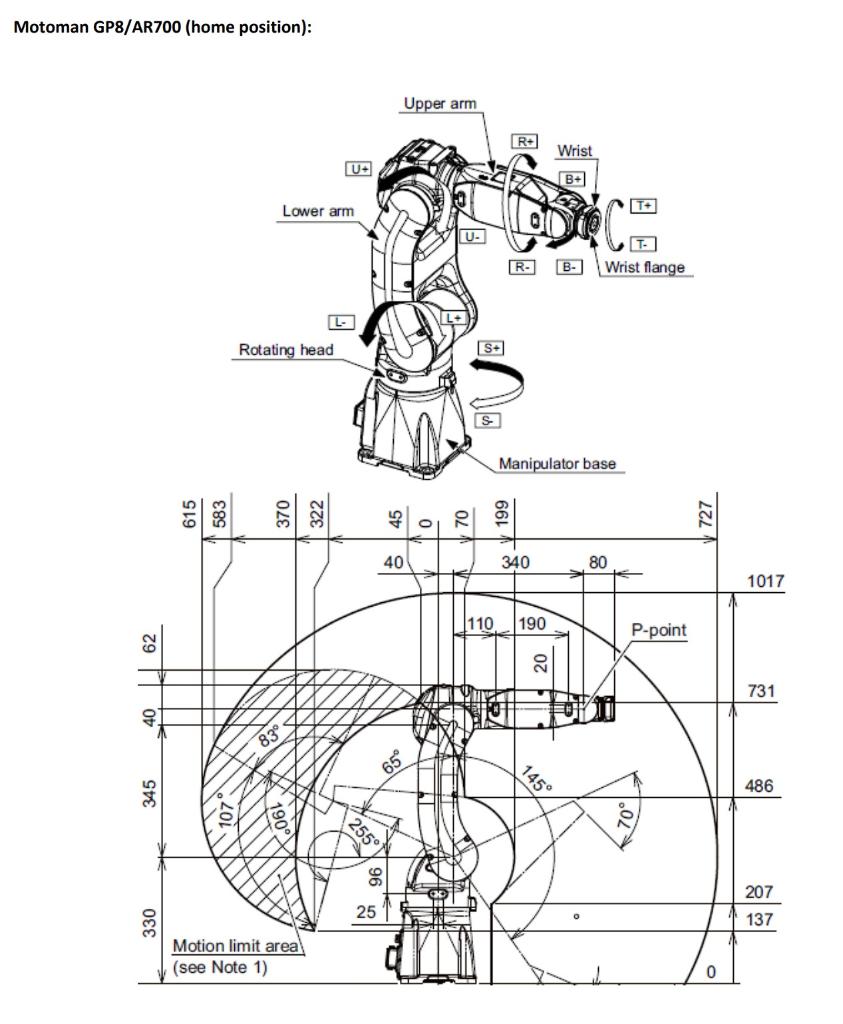 Motoman GP8/AR700 (home position):
Upper arm
R+
Wrist
U+
B+
T+
Lower arm
U-
T-
R-
B-
Wrist flange
L-
L+
Rotating head
S+
S-
Manipulator base
615
583
370
322
45
0
70
199
727
40
340
80
1017
110
190
P-point
62
20
731
40
83°
65°
145°
486
345
107°
190°
255°
70°
96
207
25
137
330
Motion limit area
(see Note 1)
0